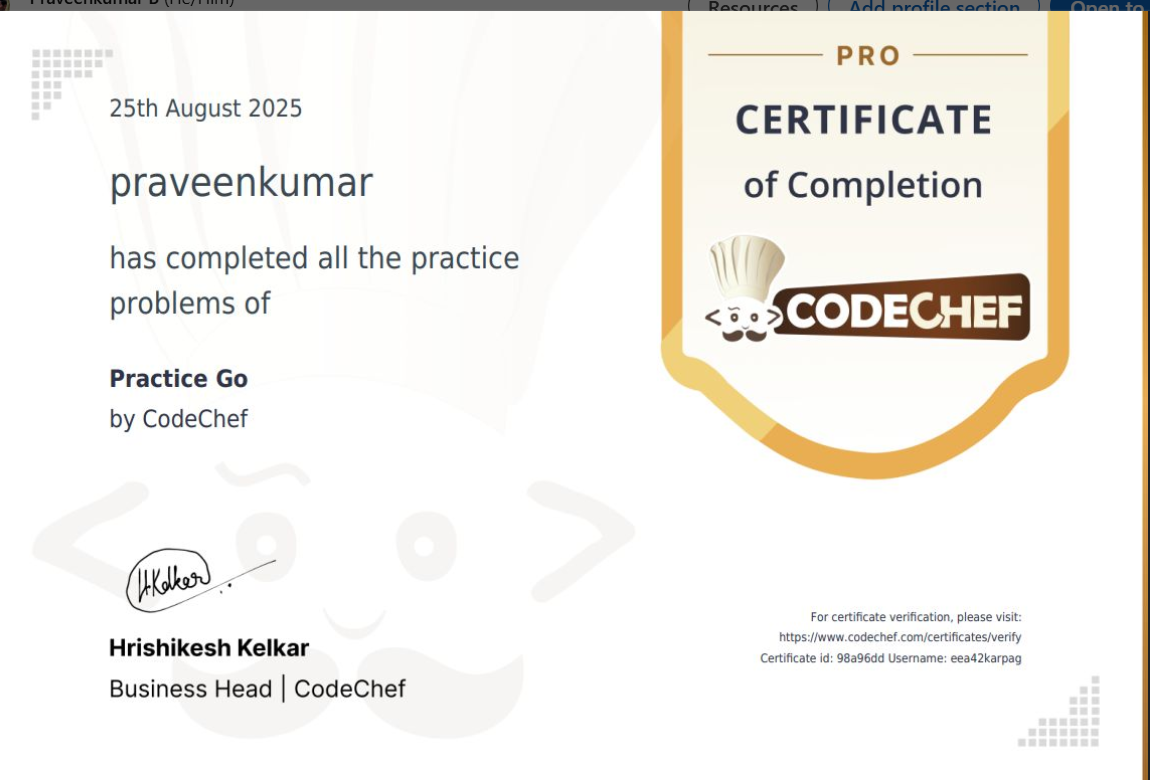 Praveenkumar B (He/Him)
Resources
Add profile section
Open to
25th August 2025
praveenkumar
has completed all the practice
problems of
Practice Go
by CodeChef
H.Kelkar
Hrishikesh Kelkar
Business Head | CodeChef
PRO
CERTIFICATE
of Completion
CODECHEF
For certificate verification, please visit:
https://www.codechef.com/certificates/verify
Certificate id: 98a96dd Username: eea42karpag